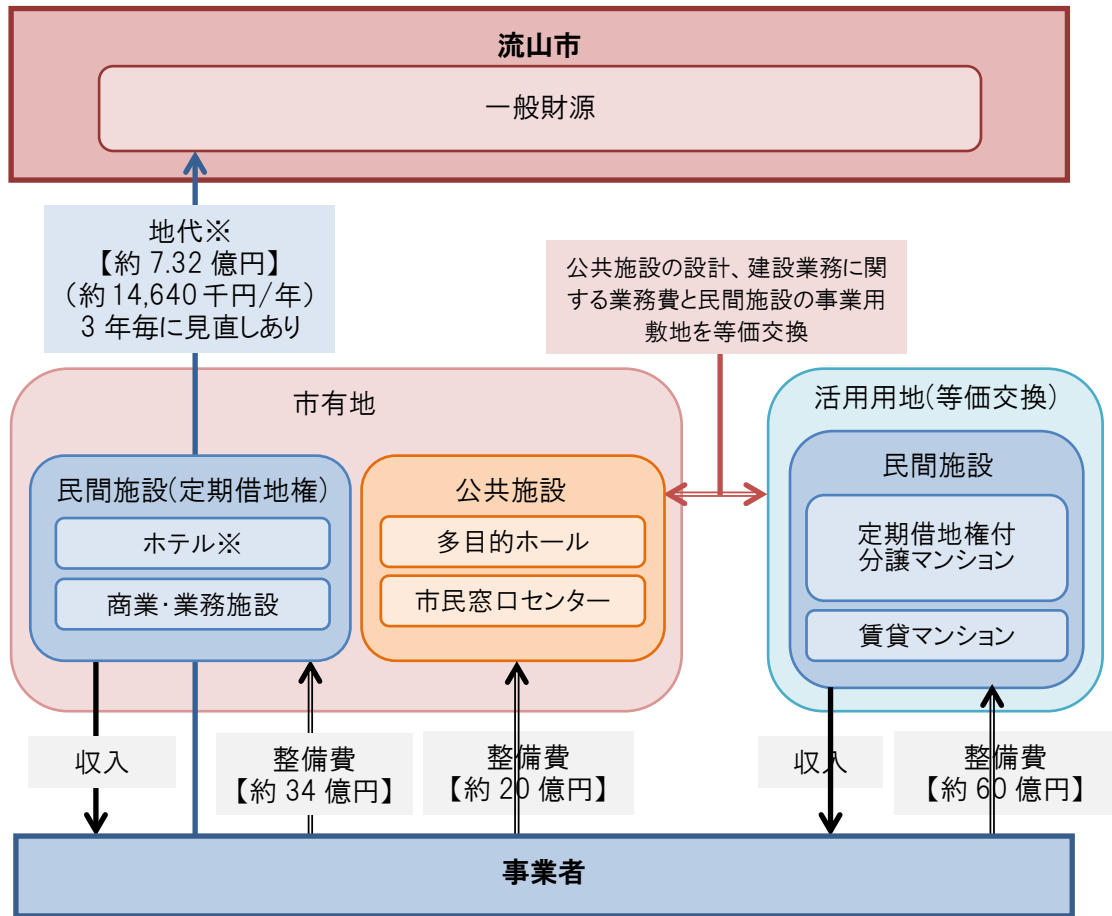 流山市
一般財源
地代※
【約 7.32 億円】
(約 14,640 千円/年)
3 年毎に見直しあり
公共施設の設計、建設業務に関
する業務費と民間施設の事業用
敷地を等価交換
市有地
活用用地(等価交換)
民間施設(定期借地権)
ホテル※
商業・業務施設
公共施設
多目的ホール
市民窓口センター
民間施設
定期借地権付
分譲マンション
賃貸マンション
収入
整備費
【約 34 億円】
整備費
【約 20 億円】
収入
整備費
【約 60 億円】
事業者